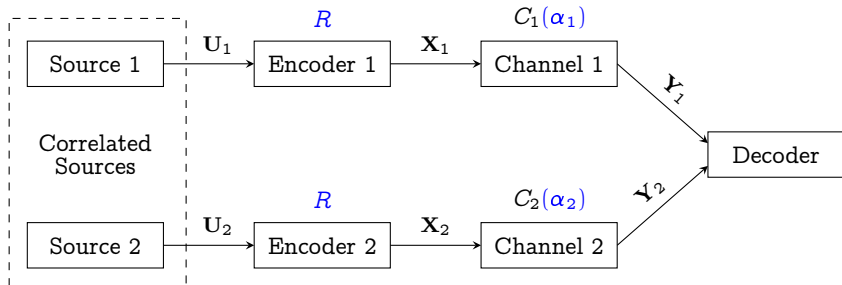 R
C₁(α₁)
Source 1
U₁
Encoder 1
X₁
Channel 1
Y₁
Correlated
Sources
Decoder
R
C₂(α₂)
Source 2
U₂
Encoder 2
X₂
Channel 2
Y₂